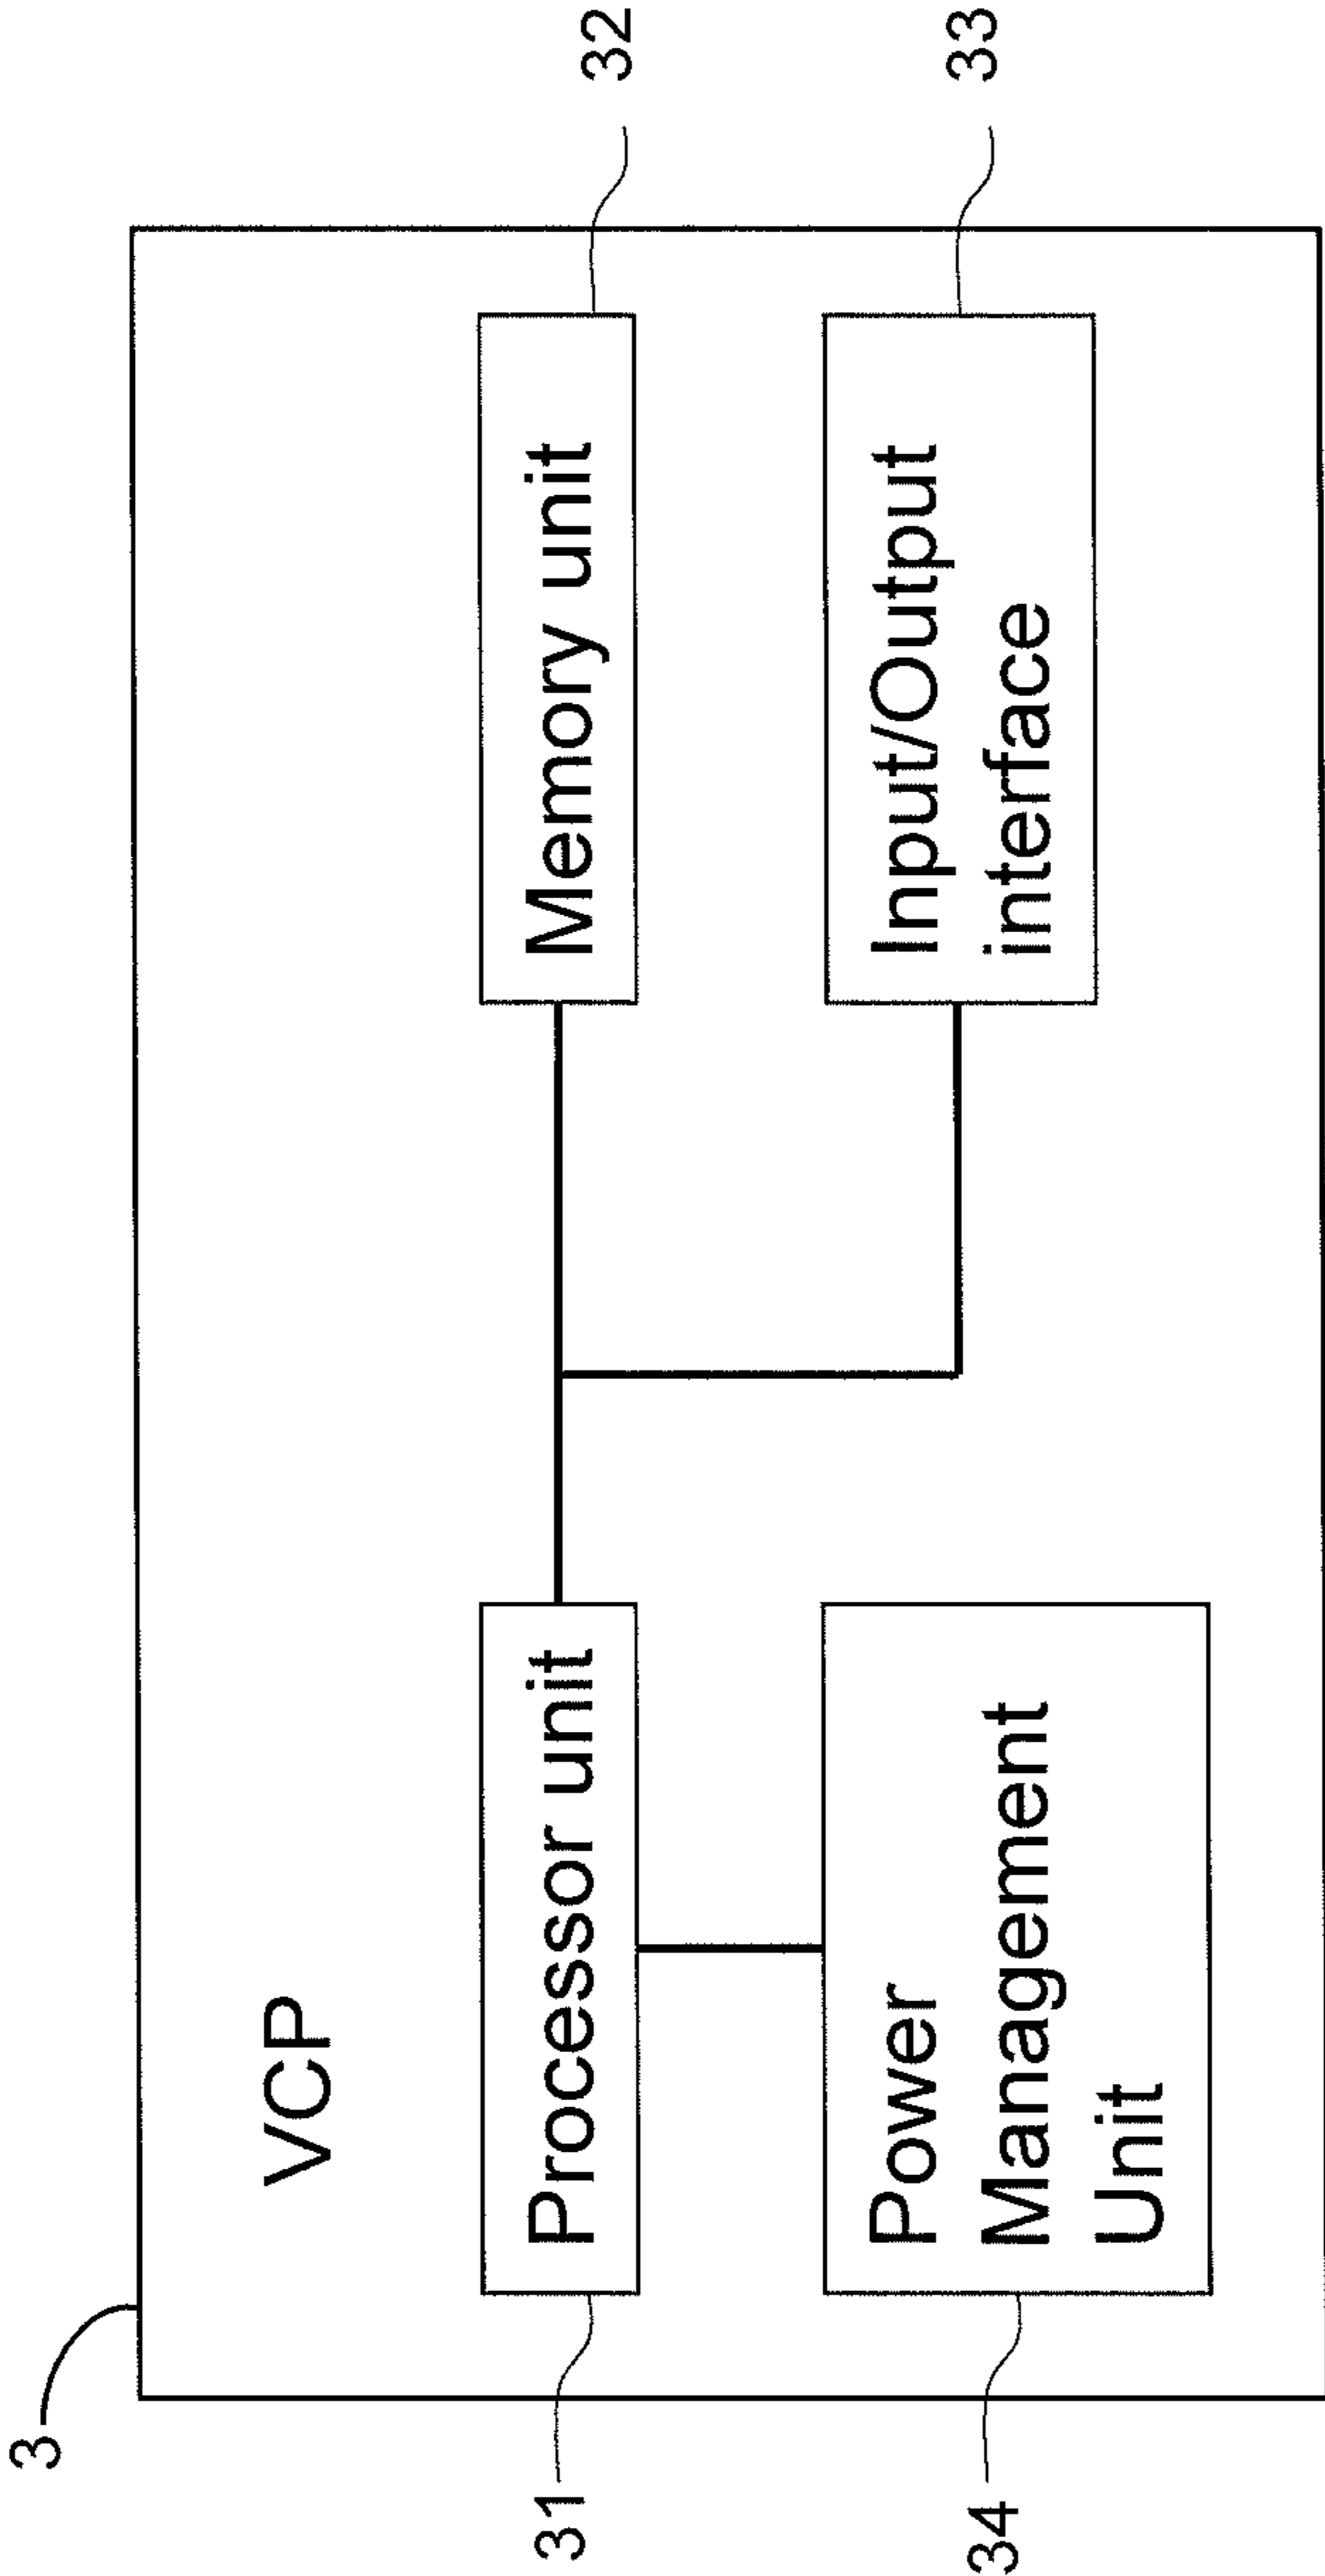 3
VCP
31
Processor unit
Memory unit
32
34
Power
Management
Unit
Input/Output
interface
33